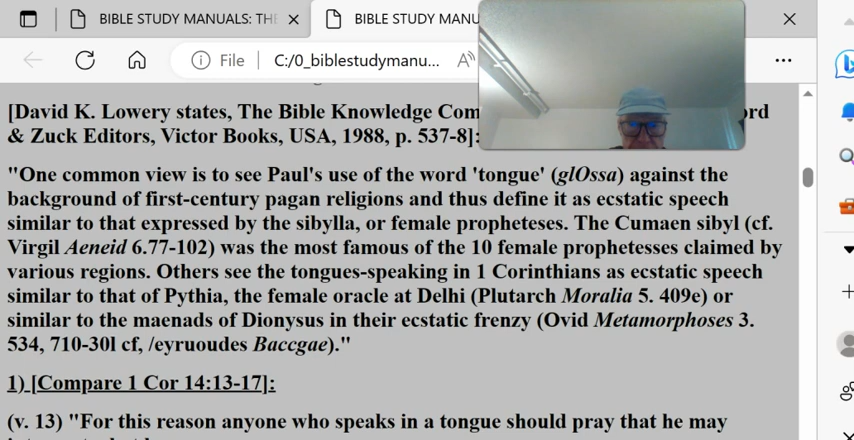 BIBLE STUDY MANUALS: THE
BIBLE STUDY MANU
File
C:/0_biblestudymanu...
[David K. Lowery states, The Bible Knowledge Com
ord
& Zuck Editors, Victor Books, USA, 1988, p. 537-8]:
"One common view is to see Paul's use of the word 'tongue' (glOssa) against the
background of first-century pagan religions and thus define it as ecstatic speech
similar to that expressed by the sibylla, or female propheteses. The Cumaen sibyl (cf.
Virgil Aeneid 6.77-102) was the most famous of the 10 female prophetesses claimed by
various regions. Others see the tongues-speaking in 1 Corinthians as ecstatic speech
similar to that of Pythia, the female oracle at Delhi (Plutarch Moralia 5. 409e) or
similar to the maenads of Dionysus in their ecstatic frenzy (Ovid Metamorphoses 3.
534, 710-30l cf, /eyruoudes Baccgae)."
1) [Compare 1 Cor 14:13-17]:
(v. 13) "For this reason anyone who speaks in a tongue should pray that he may